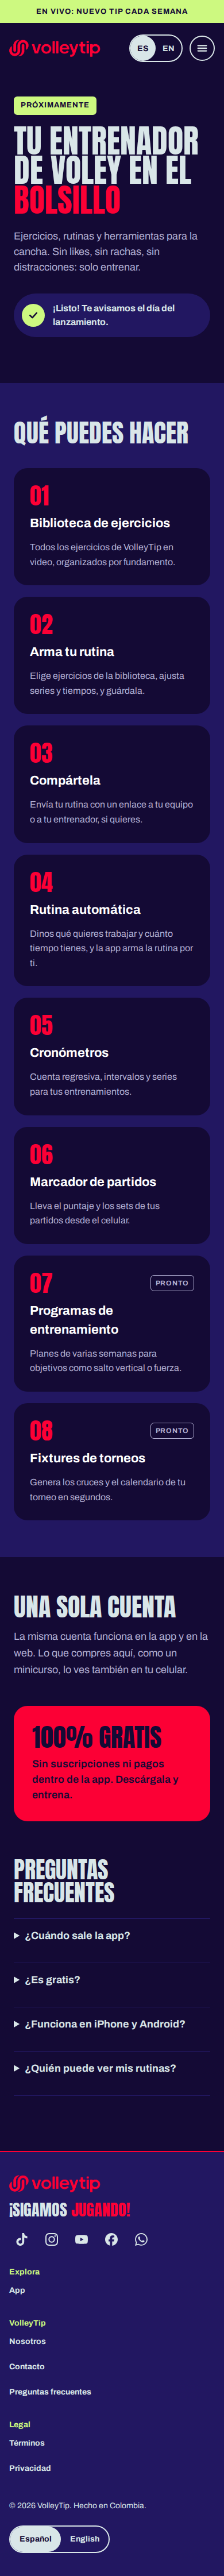 EN VIVO: NUEVO TIP CADA SEMANA
volleytip
ES EN
PRÓXIMAMENTE
TU ENTRENADOR
DE VOLEY EN EL
BOLSILLO
Ejercicios, rutinas y herramientas para la
cancha. Sin likes, sin rachas, sin
distracciones: solo entrenar.
¡Listo! Te avisamos el día del
lanzamiento.
QUÉ PUEDES HACER
01
Biblioteca de ejercicios
Todos los ejercicios de VolleyTip en
video, organizados por fundamento.
02
Arma tu rutina
Elige ejercicios de la biblioteca, ajusta
series y tiempos, y guárdala.
03
Compártela
Envía tu rutina con un enlace a tu equipo
o a tu entrenador, si quieres.
04
Rutina automática
Dinos qué quieres trabajar y cuánto
tiempo tienes, y la app arma la rutina por
ti.
05
Cronómetros
Cuenta regresiva, intervalos y series
para tus entrenamientos.
06
Marcador de partidos
Lleva el puntaje y los sets de tus
partidos desde el celular.
07
PRONTO
Programas de
entrenamiento
Planes de varias semanas para
objetivos como salto vertical o fuerza.
08
PRONTO
Fixtures de torneos
Genera los cruces y el calendario de tu
torneo en segundos.
UNA SOLA CUENTA
La misma cuenta funciona en la app y en la
web. Lo que compres aquí, como un
minicurso, lo ves también en tu celular.
100% GRATIS
Sin suscripciones ni pagos
dentro de la app. Descárgala y
entrena.
PREGUNTAS
FRECUENTES
¿Cuándo sale la app?
¿Es gratis?
¿Funciona en iPhone y Android?
¿Quién puede ver mis rutinas?
volleytip
¡SIGAMOS JUGANDO!
Explora
App
VolleyTip
Nosotros
Contacto
Preguntas frecuentes
Legal
Términos
Privacidad
© 2026 VolleyTip. Hecho en Colombia.
Español English